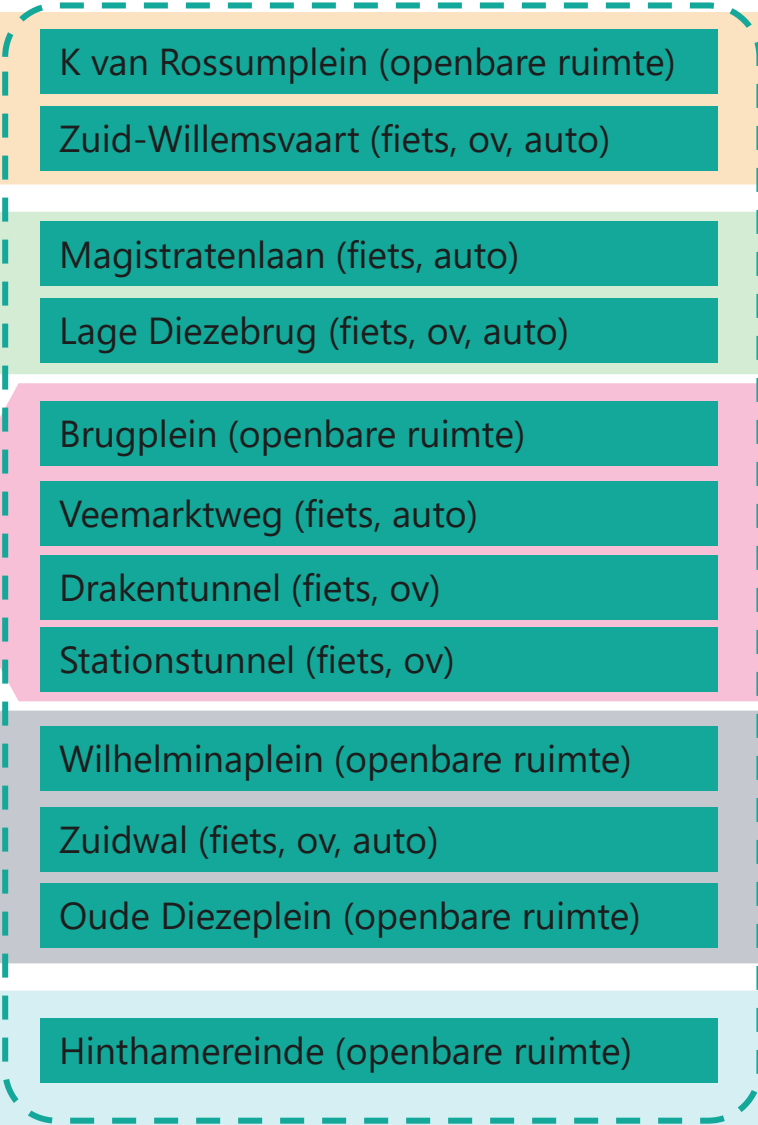 K van Rossumplein (openbare ruimte)
Zuid-Willemsvaart (fiets, ov, auto)
Magistratenlaan (fiets, auto)
Lage Diezebrug (fiets, ov, auto)
Brugplein (openbare ruimte)
Veemarktweg (fiets, auto)
Drakentunnel (fiets, ov)
Stationstunnel (fiets, ov)
Wilhelminaplein (openbare ruimte)
Zuidwal (fiets, ov, auto)
Oude Diezeplein (openbare ruimte)
Hinthamereinde (openbare ruimte)